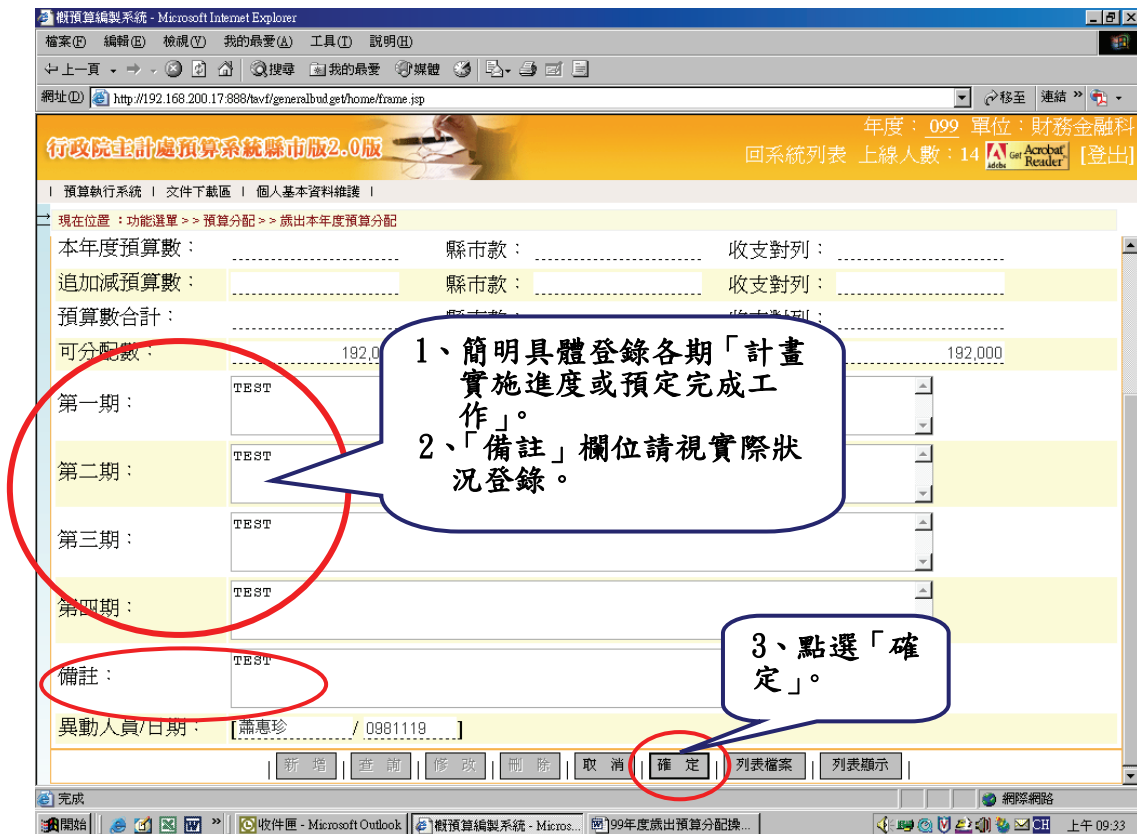 概預算編製系統 - Microsoft Internet Explorer
檔案(F) 編輯(E) 檢視(V) 我的最愛(A) 工具(T) 說明(H)
上一頁 搜尋 我的最愛 媒體
網址(D) http://192.168.200.17:888/tavf/generalbudget/home/frame.jsp 移至 連結 »
行政院主計處預算系統縣市版2.0版
年度：099 單位：財務金融科
回系統列表 上線人數：14 Adobe Get Acrobat Reader [登出]
| 預算執行系統 | 文件下載區 | 個人基本資料維護 |
現在位置：功能選單>>預算分配>>歲出本年度預算分配
本年度預算數： 縣市款： 收支對列：
追加減預算數： 縣市款： 收支對列：
預算數合計： 縣市款： 收支對列：
可分配數： 192,0 192,000
1、簡明具體登錄各期「計畫
實施進度或預定完成工
作」。
2、「備註」欄位請視實際狀
況登錄。
第一期： TEST
第二期： TEST
第三期： TEST
第四期： TEST
備註： TEST
3、點選「確
定」。
異動人員/日期： [蕭惠珍 / 0981119 ]
| 新 增 | 查 詢 | 修 改 | 刪 除 | 取 消 | 確 定 | 列表檔案 | 列表顯示 |
完成 網際網路
開始 » 收件匣 - Microsoft Outlook 概預算編製系統 - Micros... 99年度歲出預算分配操... CH 上午 09:33